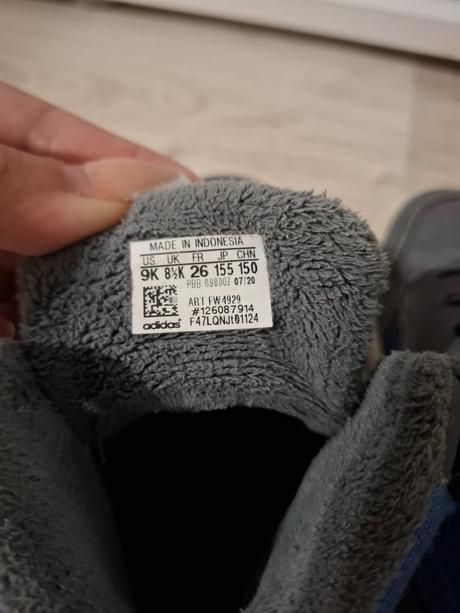 MADE IN INDONESIA
US UK FR JP CHN
9K 8½K 26 155 150
PBB 698007 07/20
ART FW4929
#126087914
adidas F47LQNJt01124